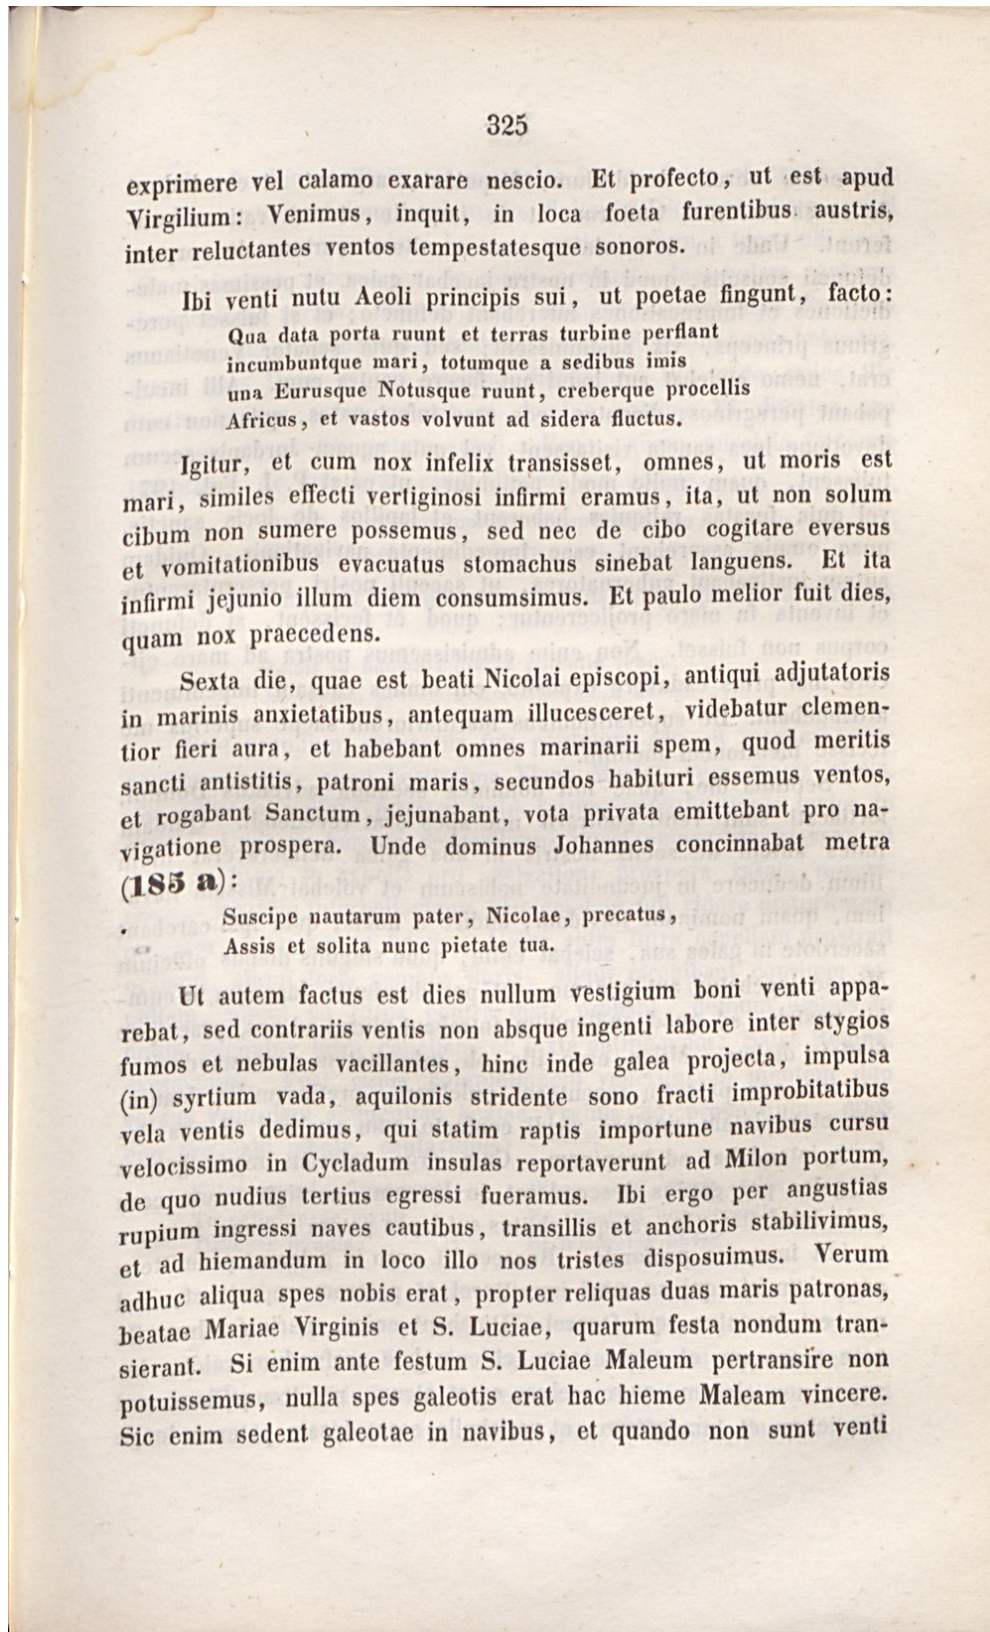 325
exprimere vel calamo exarare nescio. Et profecto, ut est apud
Virgilium: Venimus, inquit, in loca foeta furentibus austris,
inter reluctantes ventos tempestatesque sonoros.
Ibi venti nutu Aeoli principis sui, ut poetae fingunt, facto:
Qua data porta ruunt et terras turbine perflant
incumbuntque mari, totumque a sedibus imis
una Eurusque Notusque ruunt, creberque procellis
Africus, et vastos volvunt ad sidera fluctus.
Igitur, et cum nox infelix transisset, omnes, ut moris est
mari, similes effecti vertiginosi infirmi eramus, ita, ut non solum
cibum non sumere possemus, sed nec de cibo cogitare eversus
et vomitationibus evacuatus stomachus sinebat languens. Et ita
infirmi jejunio illum diem consumsimus. Et paulo melior fuit dies,
quam nox praecedens.
Sexta die, quae est beati Nicolai episcopi, antiqui adjutatoris
in marinis anxietatibus, antequam illucesceret, videbatur clemen-
tior fieri aura, et habebant omnes marinarii spem, quod meritis
sancti antistitis, patroni maris, secundos habituri essemus ventos,
et rogabant Sanctum, jejunabant, vota privata emittebant pro na-
vigatione prospera. Unde dominus Johannes concinnabat metra
(185 a):
Suscipe nautarum pater, Nicolae, precatus,
Assis et solita nunc pietate tua.
Ut autem factus est dies nullum vestigium boni venti appa-
rebat, sed contrariis ventis non absque ingenti labore inter stygios
fumos et nebulas vacillantes, hinc inde galea projecta, impulsa
(in) syrtium vada, aquilonis stridente sono fracti improbitatibus
vela ventis dedimus, qui statim raptis importune navibus cursu
velocissimo in Cycladum insulas reportaverunt ad Milon portum,
de quo nudius tertius egressi fueramus. Ibi ergo per angustias
rupium ingressi naves cautibus, transillis et anchoris stabilivimus,
et ad hiemandum in loco illo nos tristes disposuimus. Verum
adhuc aliqua spes nobis erat, propter reliquas duas maris patronas,
beatae Mariae Virginis et S. Luciae, quarum festa nondum tran-
sierant. Si enim ante festum S. Luciae Maleum pertransire non
potuissemus, nulla spes galeotis erat hac hieme Maleam vincere.
Sic enim sedent galeotae in navibus, et quando non sunt venti